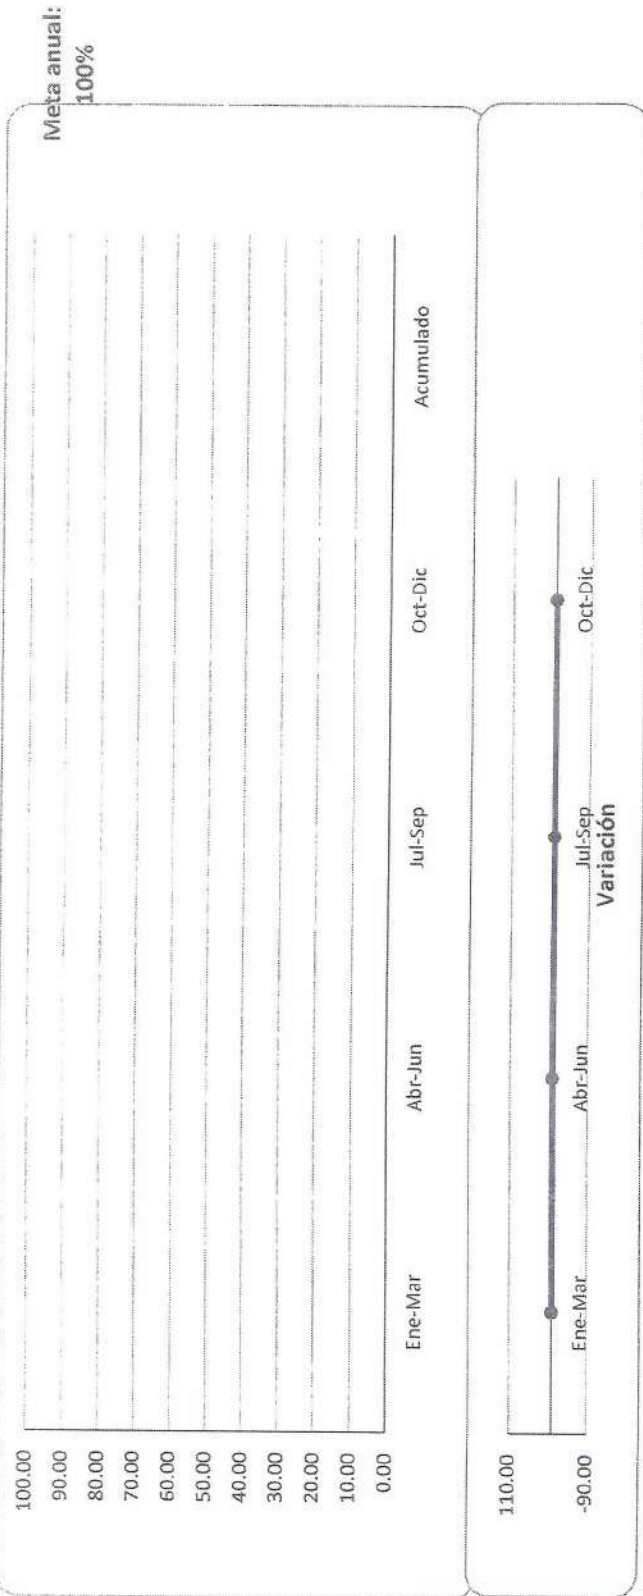 Meta anual:
100%
100.00
90.00
80.00
70.00
60.00
50.00
40.00
30.00
20.00
10.00
0.00
Ene-Mar
Abr-Jun
Jul-Sep
Oct-Dic
Acumulado
110.00
-90.00
Ene-Mar
Abr-Jun
Jul-Sep
Oct-Dic
Variación